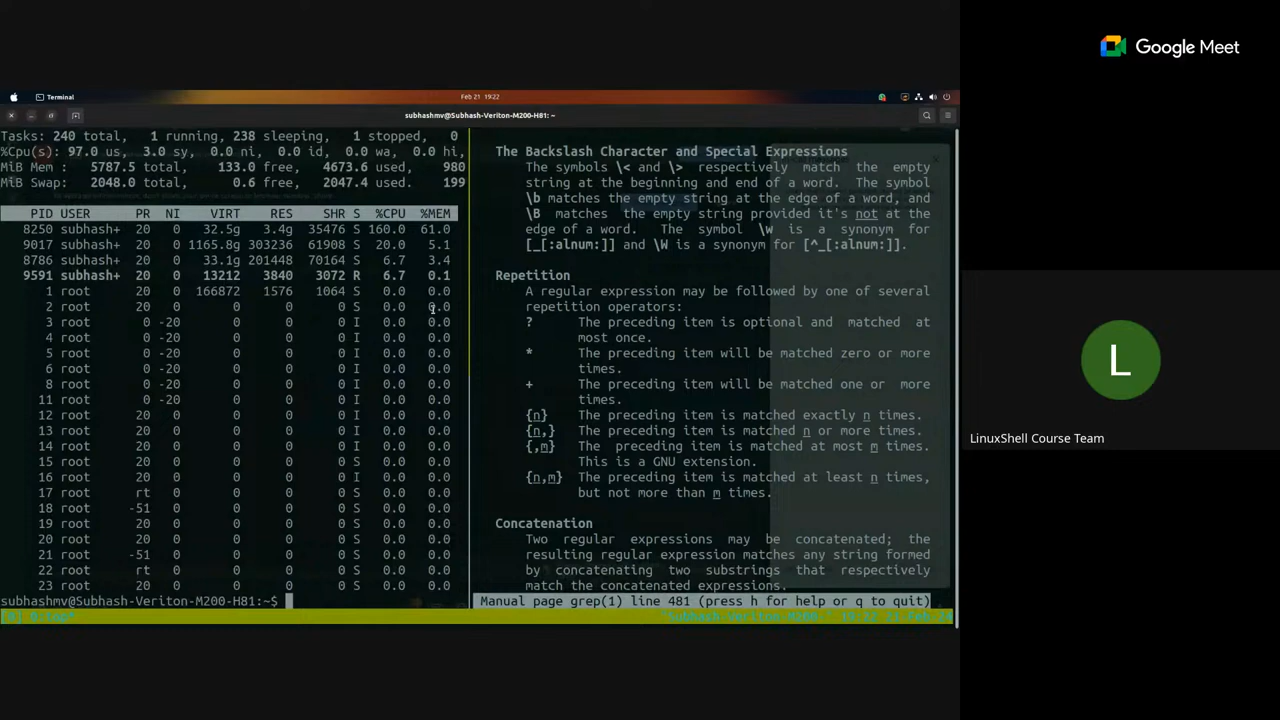 Google Meet
Terminal
Feb 21 19:22
subhashmv@Subhash-Veriton-M200-H81: ~
Tasks: 240 total, 1 running, 238 sleeping, 1 stopped, 0
%Cpu(s): 97.0 us, 3.0 sy, 0.0 ni, 0.0 id, 0.0 wa, 0.0 hi,
MiB Mem : 5787.5 total, 133.0 free, 4673.6 used, 980
MiB Swap: 2048.0 total, 0.6 free, 2047.4 used. 199
PID USER PR NI VIRT RES SHR S %CPU %MEM
8250 subhash+ 20 0 32.5g 3.4g 35476 S 160.0 61.0
9017 subhash+ 20 0 1165.8g 303236 61908 S 20.0 5.1
8786 subhash+ 20 0 33.1g 201448 70164 S 6.7 3.4
9591 subhash+ 20 0 13212 3840 3072 R 6.7 0.1
1 root 20 0 166872 1576 1064 S 0.0 0.0
2 root 20 0 0 0 0 S 0.0 0.0
3 root 0 -20 0 0 0 I 0.0 0.0
4 root 0 -20 0 0 0 I 0.0 0.0
5 root 0 -20 0 0 0 I 0.0 0.0
6 root 0 -20 0 0 0 I 0.0 0.0
8 root 0 -20 0 0 0 I 0.0 0.0
11 root 0 -20 0 0 0 I 0.0 0.0
12 root 20 0 0 0 0 I 0.0 0.0
13 root 20 0 0 0 0 I 0.0 0.0
14 root 20 0 0 0 0 I 0.0 0.0
15 root 20 0 0 0 0 S 0.0 0.0
16 root 20 0 0 0 0 I 0.0 0.0
17 root rt 0 0 0 0 S 0.0 0.0
18 root -51 0 0 0 0 S 0.0 0.0
19 root 20 0 0 0 0 S 0.0 0.0
20 root 20 0 0 0 0 S 0.0 0.0
21 root -51 0 0 0 0 S 0.0 0.0
22 root rt 0 0 0 0 S 0.0 0.0
23 root 20 0 0 0 0 S 0.0 0.0
subhashmv@Subhash-Veriton-M200-H81:~$
The Backslash Character and Special Expressions
The symbols \< and \> respectively match the empty
string at the beginning and end of a word. The symbol
\b matches the empty string at the edge of a word, and
\B matches the empty string provided it's not at the
edge of a word. The symbol \w is a synonym for
[_[:alnum:]] and \W is a synonym for [^_[:alnum:]].
Repetition
A regular expression may be followed by one of several
repetition operators:
? The preceding item is optional and matched at
most once.
* The preceding item will be matched zero or more
times.
+ The preceding item will be matched one or more
times.
{n} The preceding item is matched exactly n times.
{n,} The preceding item is matched n or more times.
{,m} The preceding item is matched at most m times.
This is a GNU extension.
{n,m} The preceding item is matched at least n times,
but not more than m times.
Concatenation
Two regular expressions may be concatenated; the
resulting regular expression matches any string formed
by concatenating two substrings that respectively
match the concatenated expressions.
Manual page grep(1) line 481 (press h for help or q to quit)
[0] 0:top*
"Subhash-Veriton-M200-" 19:22 21-Feb-24
L
LinuxShell Course Team